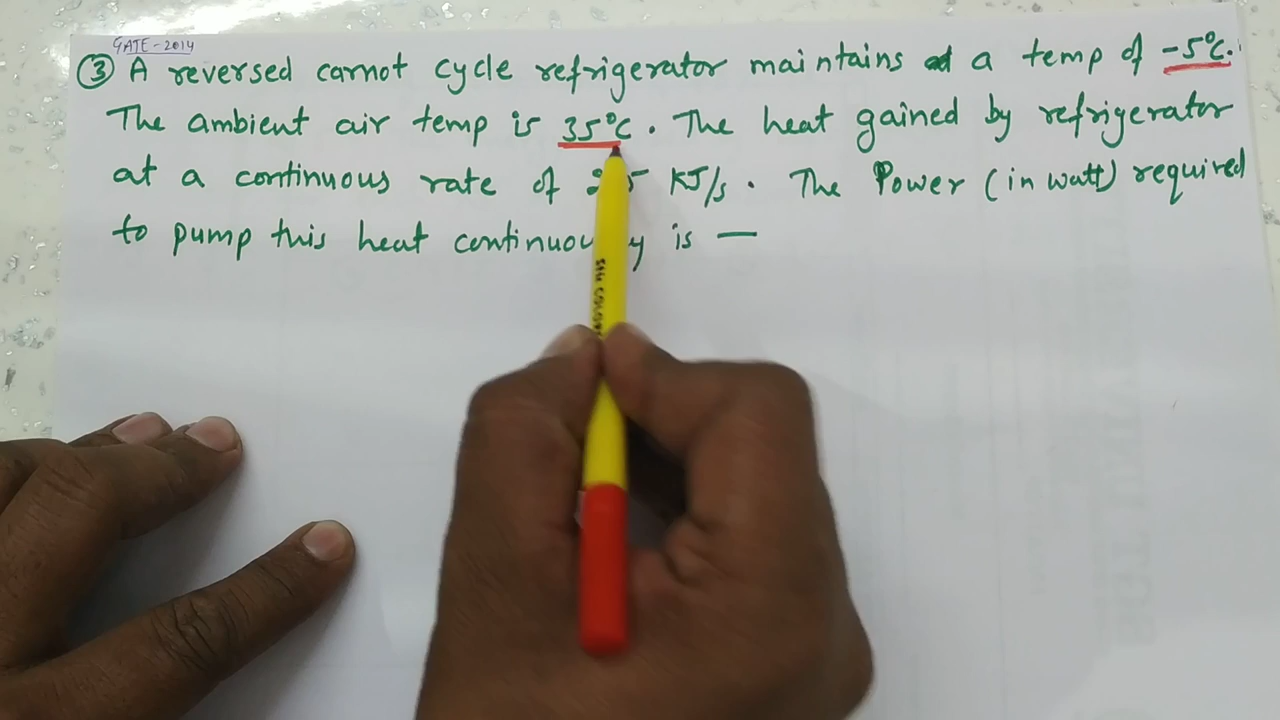 GATE-2014
③ A reversed carnot cycle refrigerator maintains a temp of -5°C.
The ambient air temp is 35°C. The heat gained by refrigerator
at a continuous rate of KJ/s. The Power (in watt) required
to pump this heat is —